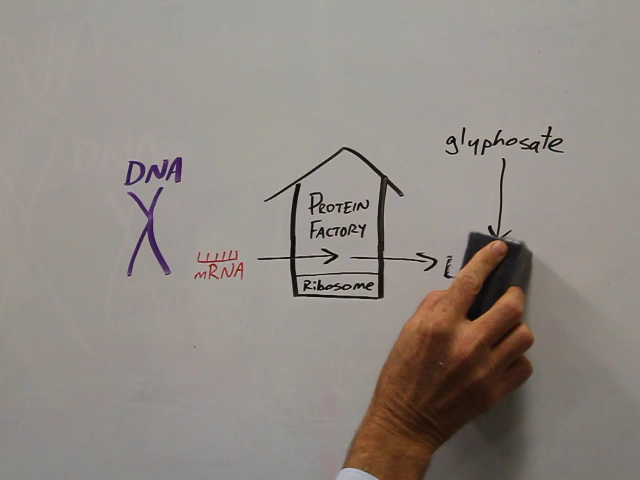 DNA
mRNA
PROTEIN
FACTORY
Ribosome
glyphosate